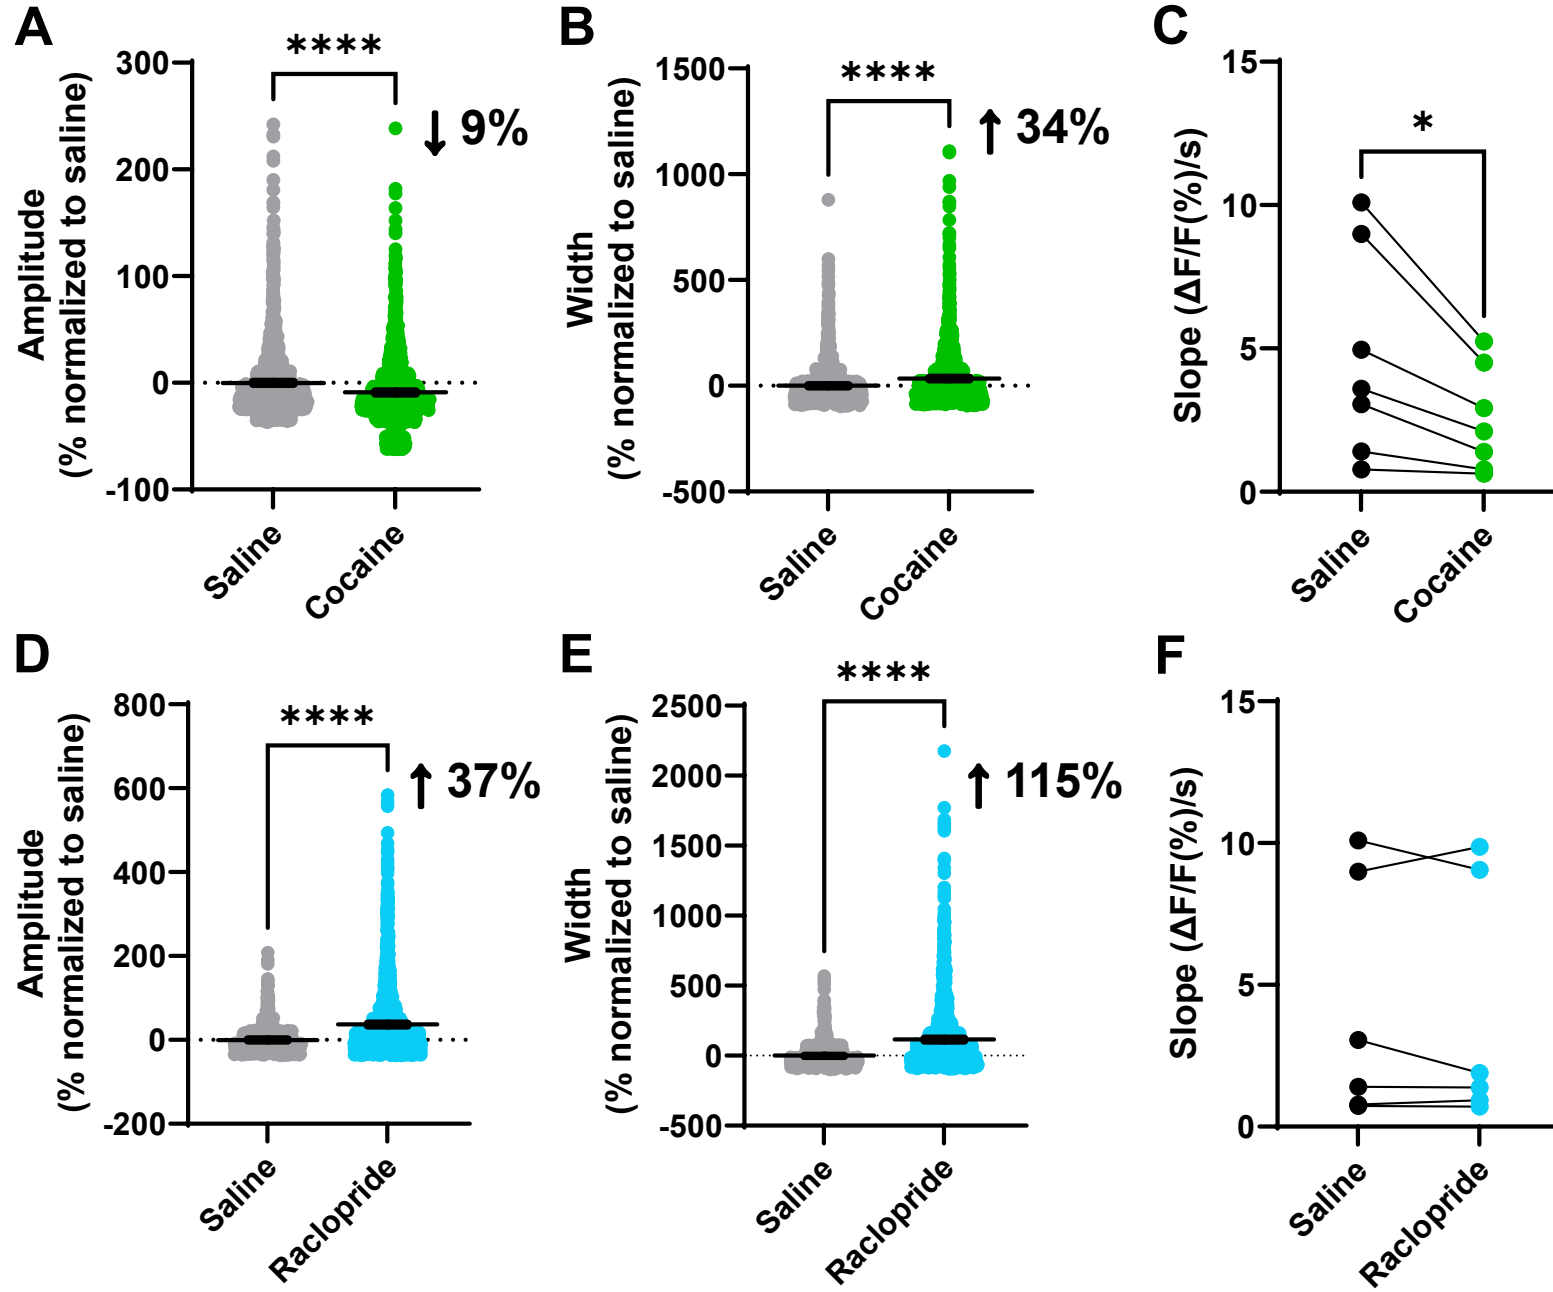 A
****
300
200
100
0
-100
Amplitude
(% normalized to saline)
↓ 9%
Saline
Cocaine
B
****
1500
1000
500
0
-500
Width
(% normalized to saline)
↑ 34%
Saline
Cocaine
C
*
15
10
5
0
Slope (ΔF/F(%)/s)
Saline
Cocaine
D
****
800
600
400
200
0
-200
Amplitude
(% normalized to saline)
↑ 37%
Saline
Raclopride
E
****
2500
2000
1500
1000
500
0
-500
Width
(% normalized to saline)
↑ 115%
Saline
Raclopride
F
15
10
5
0
Slope (ΔF/F(%)/s)
Saline
Raclopride